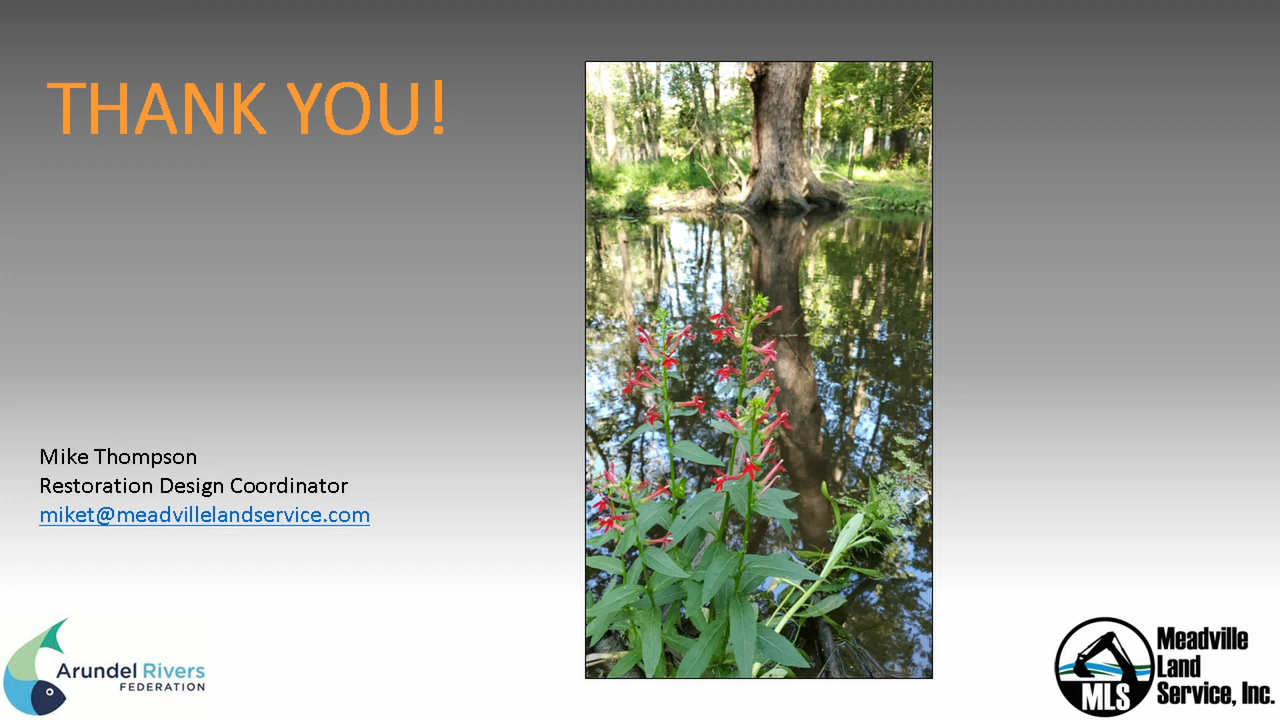 THANK YOU!
Mike Thompson
Restoration Design Coordinator
miket@meadvillelandservice.com
Arundel Rivers
FEDERATION
MLS
Meadville
Land
Service, Inc.